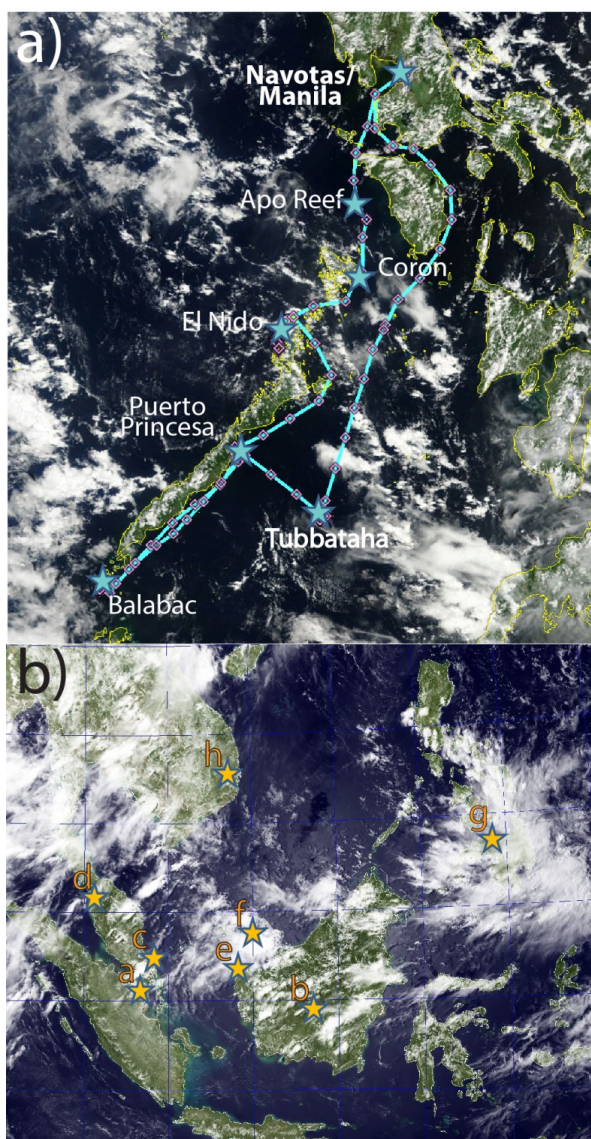 a)
Navotas/
Manila
Apo Reef
Coron
El Nido
Puerto
Princesa
Tubbataha
Balabac
b)
h
g
d
f
c
e
a
b